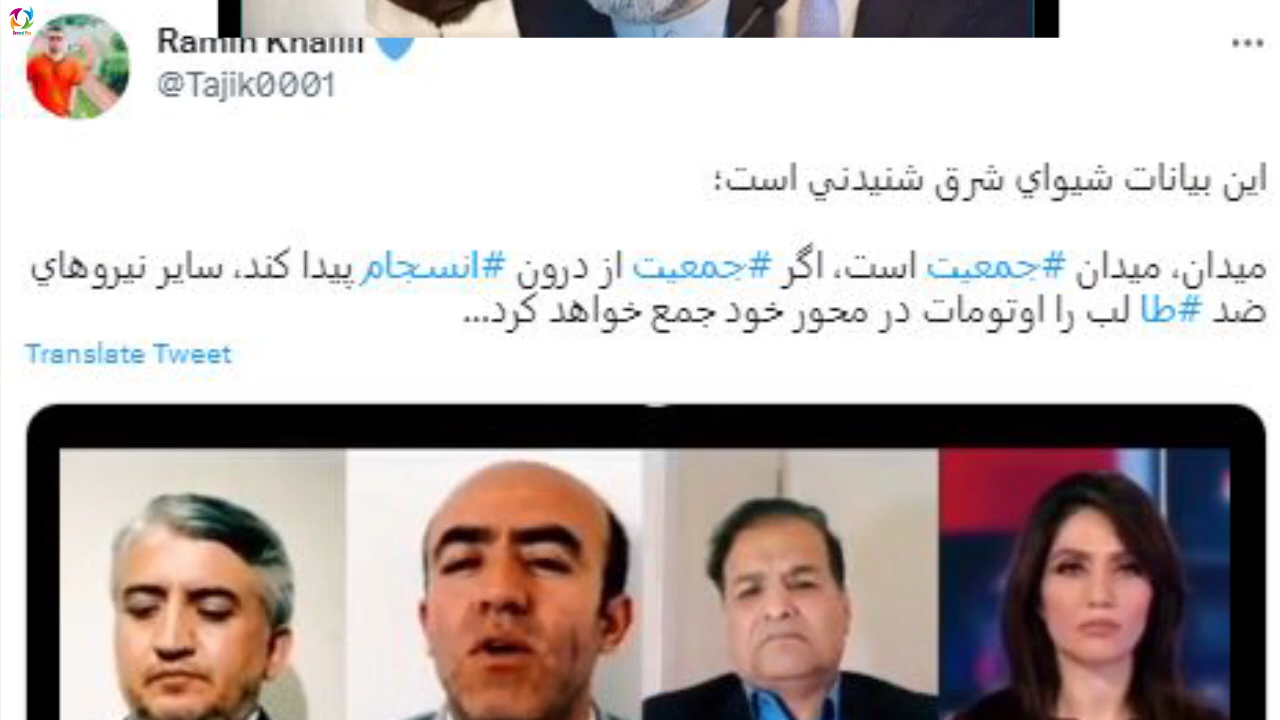 Ramin Khalili
@Tajik0001
این بیانات شیوای شرق شنیدني است؛
میدان، میدان #جمعیت است، اگر #جمعیت از درون #انسجام پیدا کند، سایر نیروهاي
ضد #طا لب را اوتومات در محور خود جمع خواهد کرد...
Translate Tweet